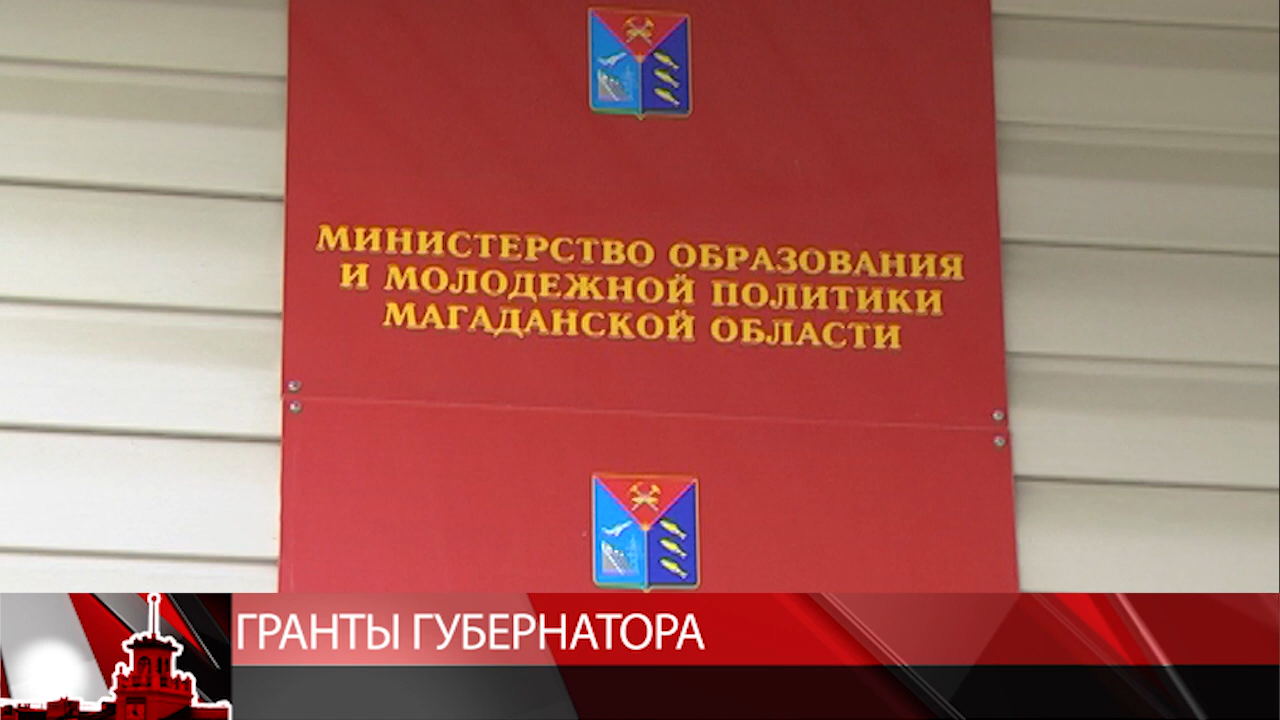 МИНИСТЕРСТВО ОБРАЗОВАНИЯ
И МОЛОДЕЖНОЙ ПОЛИТИКИ
МАГАДАНСКОЙ ОБЛАСТИ
ГРАНТЫ ГУБЕРНАТОРА